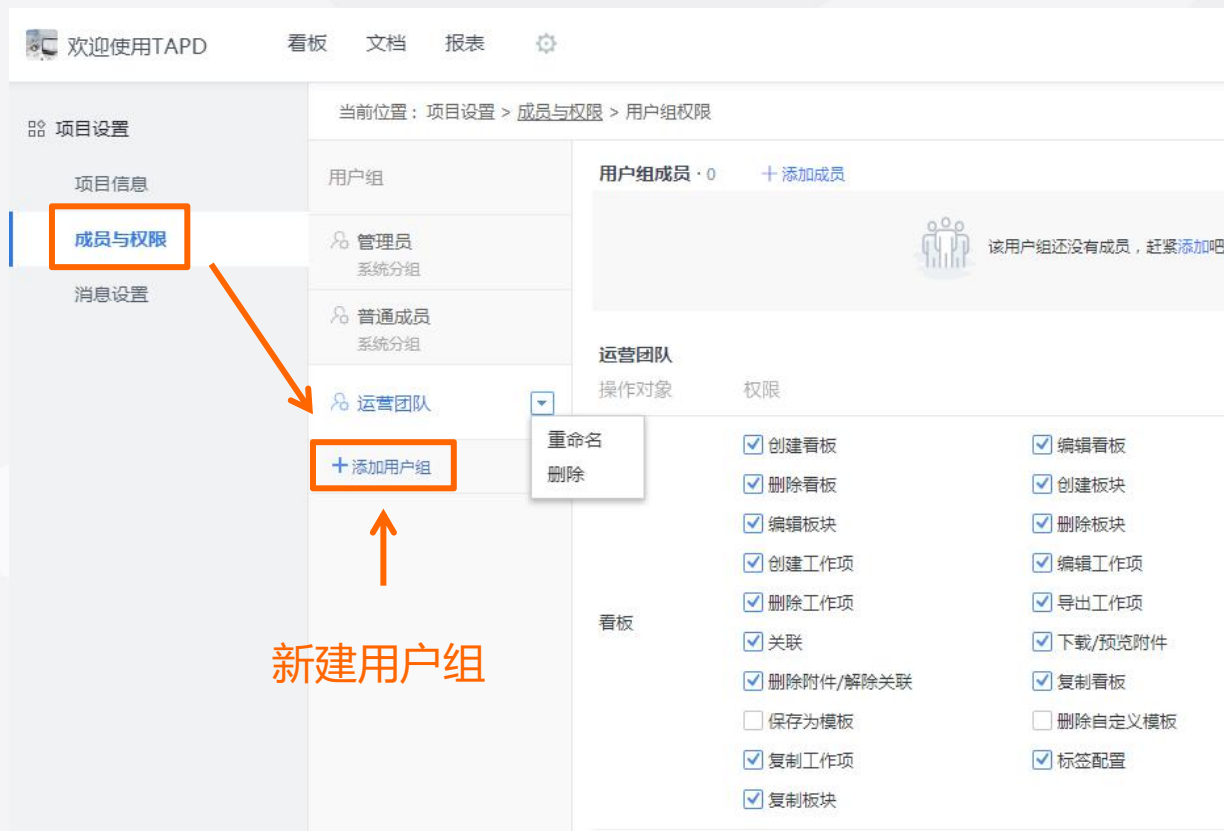 欢迎使用TAPD 看板 文档 报表
当前位置：项目设置 > 成员与权限 > 用户组权限
项目设置
项目信息
成员与权限
消息设置
用户组
管理员
系统分组
普通成员
系统分组
运营团队
重命名
删除
+添加用户组
新建用户组
用户组成员 · 0 +添加成员
该用户组还没有成员，赶紧添加吧
运营团队
操作对象 权限
看板
创建看板 编辑看板
删除看板 创建板块
编辑板块 删除板块
创建工作项 编辑工作项
删除工作项 导出工作项
关联 下载/预览附件
删除附件/解除关联 复制看板
保存为模板 删除自定义模板
复制工作项 标签配置
复制板块